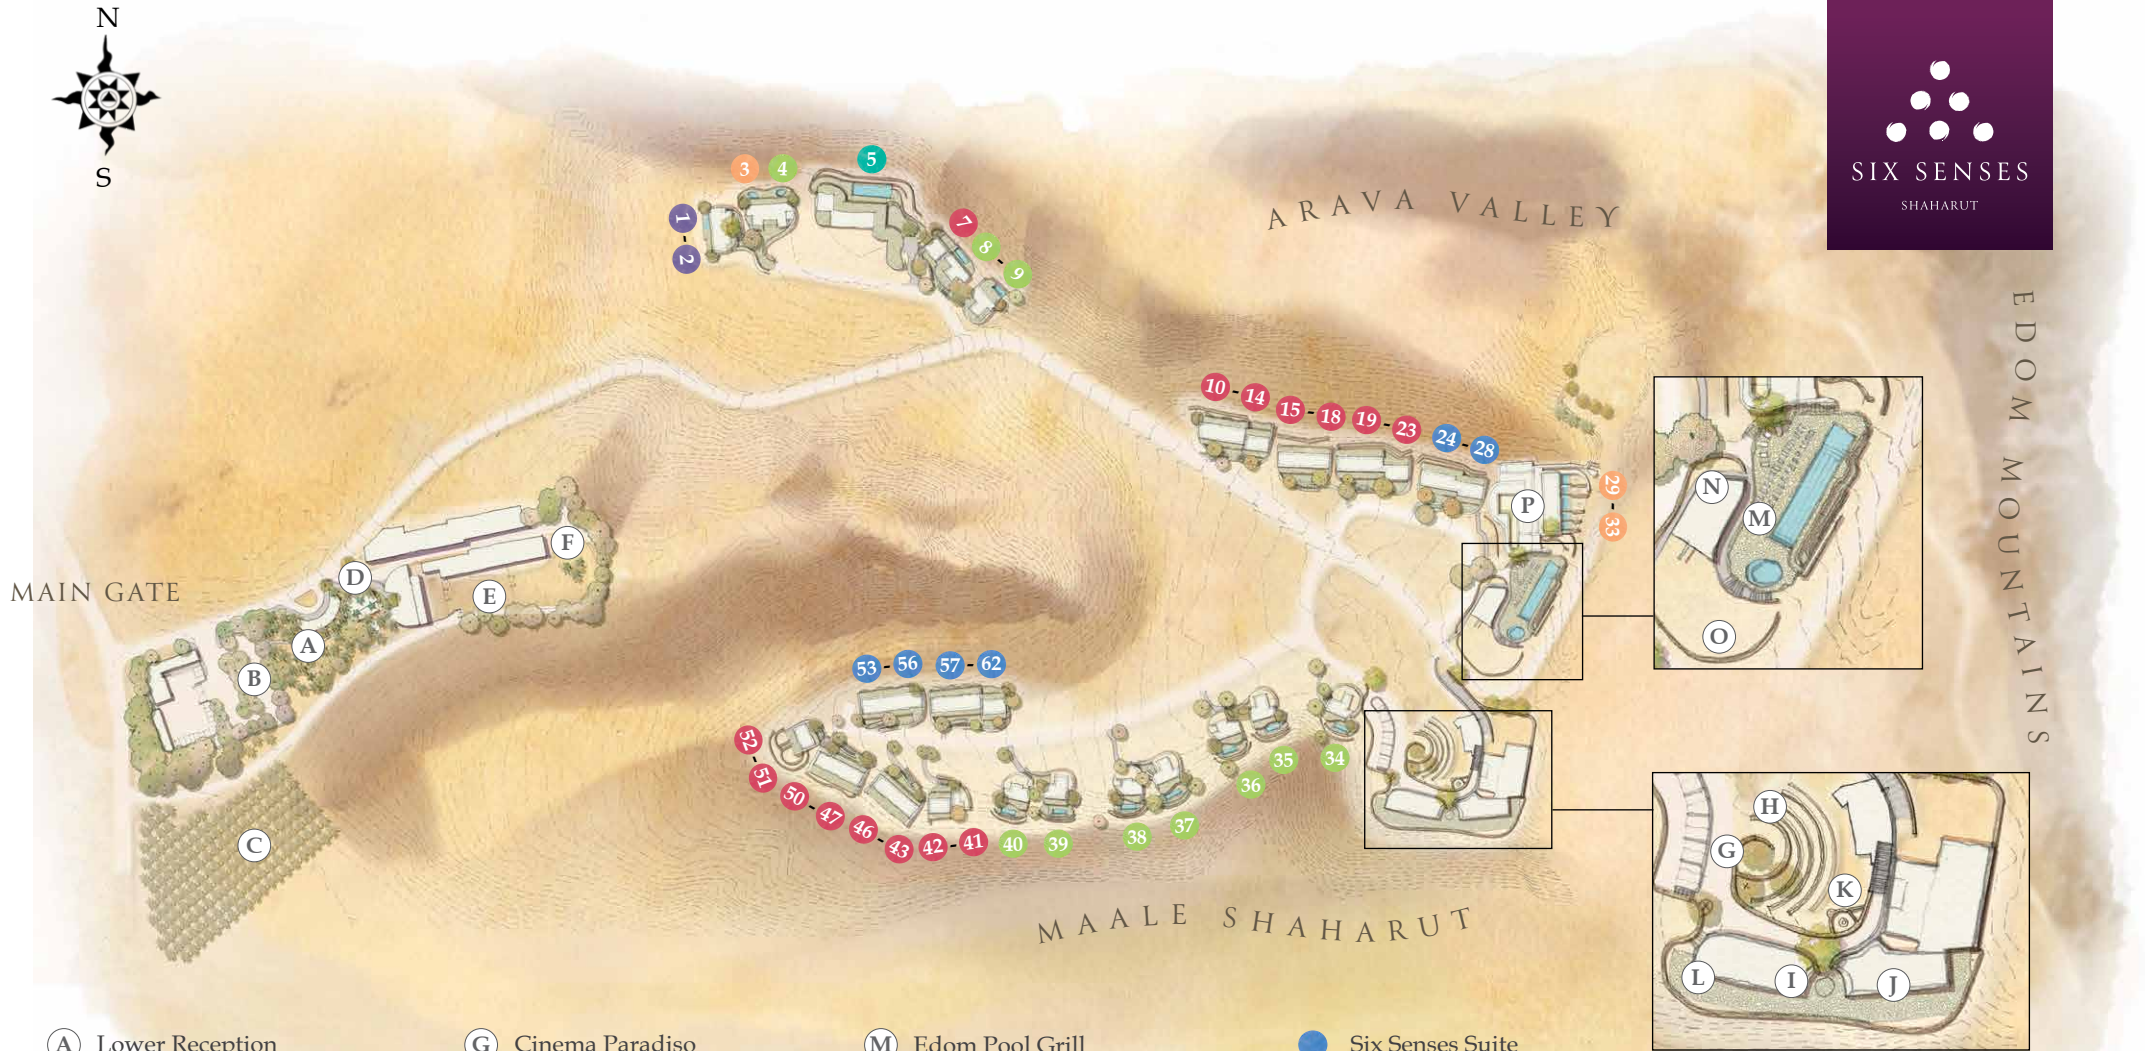 N
S
SIX SENSES
SHAHARUT
ARAVA VALLEY
EDOM MOUNTAINS
MAIN GATE
MAALE SHAHARUT
3
4
5
1 - 2
7
8 - 9
10 - 14
15 - 18
19 - 23
24 - 28
29 - 33
P
N
M
O
D
F
E
A
B
C
53 - 56
57 - 62
52 - 51
50 - 47
46 - 43
42 - 41
40
39
38
37
36
35
34
H
G
K
L
I
J
A Lower Reception
G Cinema Paradiso
M Edom Pool Grill
Six Senses Suite